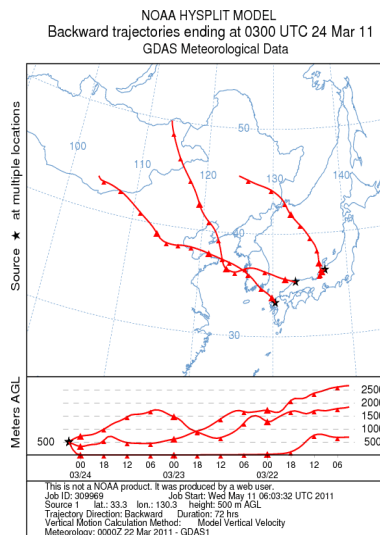 NOAA HYSPLIT MODEL
Backward trajectories ending at 0300 UTC 24 Mar 11
GDAS Meteorological Data
Source ★ at multiple locations
50
100
140
110
130
120
40
30
Meters AGL
2500
2000
1500
1000
500
500
00 18 12 06 00 18 12 06 00 18 12 06
03/24 03/23 03/22
This is not a NOAA product. It was produced by a web user.
Job ID: 309969 Job Start: Wed May 11 06:03:32 UTC 2011
Source 1 lat.: 33.3 lon.: 130.3 height: 500 m AGL
Trajectory Direction: Backward Duration: 72 hrs
Vertical Motion Calculation Method: Model Vertical Velocity
Meteorology: 0000Z 22 Mar 2011 - GDAS1